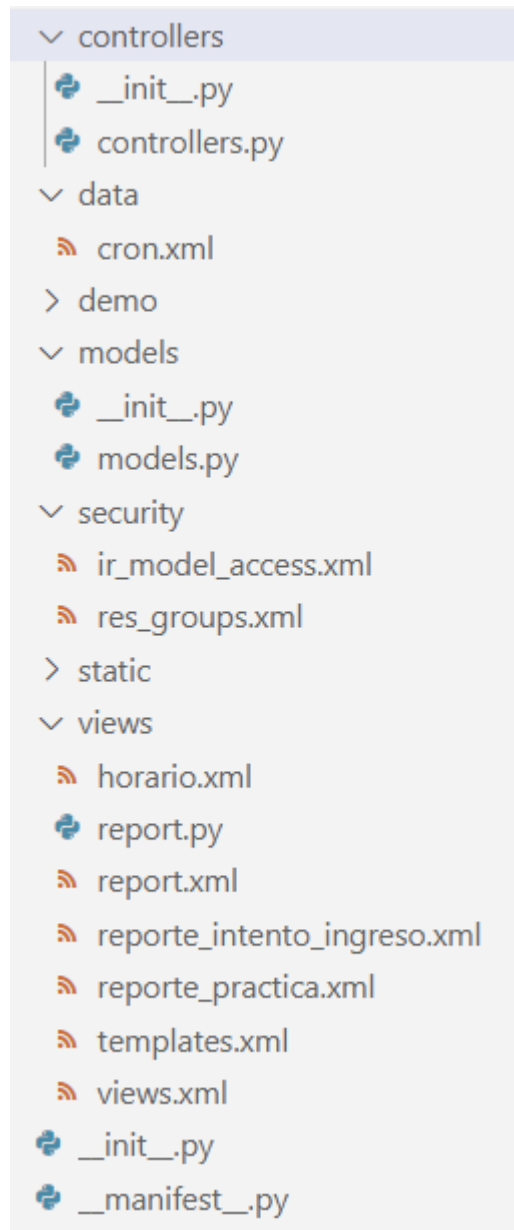 controllers
__init__.py
controllers.py
data
cron.xml
demo
models
__init__.py
models.py
security
ir_model_access.xml
res_groups.xml
static
views
horario.xml
report.py
report.xml
reporte_intento_ingreso.xml
reporte_practica.xml
templates.xml
views.xml
__init__.py
__manifest__.py